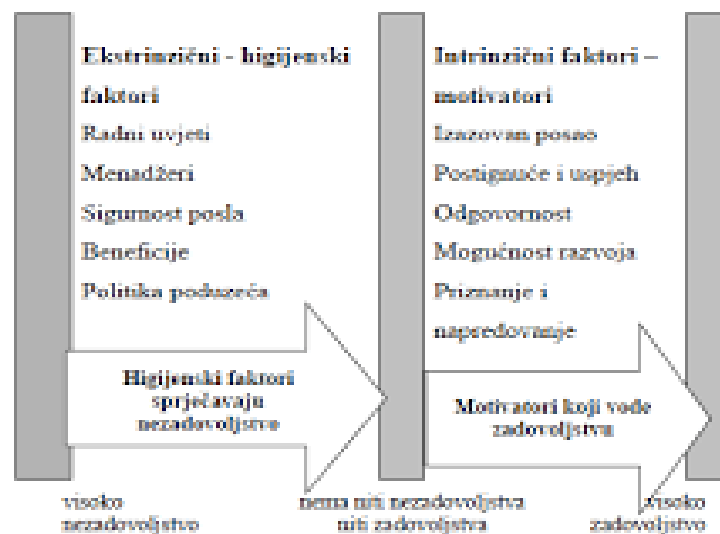 Ekstrinzični - higijenski
faktori
Radni uvjeti
Menadžeri
Sigurnost posla
Beneficije
Politika poduzeća
Intrinzični faktori –
motivatori
Izazovan posao
Postignuće i uspjeh
Odgovornost
Mogućnost razvoja
Priznanje i
napredovanje
Higijenski faktori
sprječavaju
nezadovoljstvo
Motivatori koji vode
zadovoljstvu
visoko
nezadovoljstvo
nema niti nezadovoljstva
niti zadovoljstva
visoko
zadovoljstvo